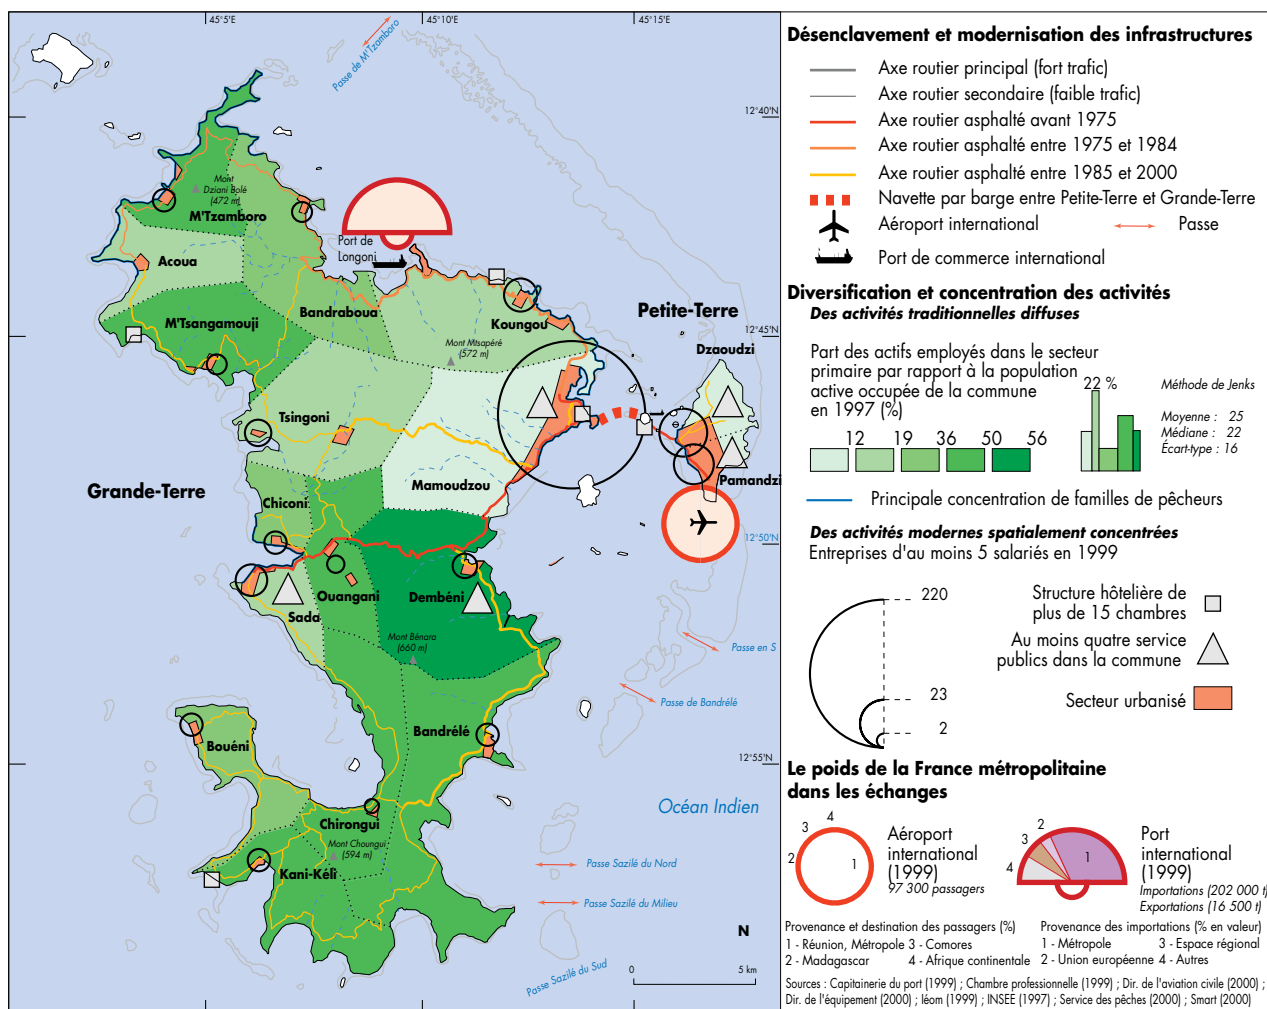 45°5'E
45°10'E
45°15'E
12°40'N
12°45'N
12°50'N
12°55'N
Passe de M'Tzamboro
Mont
Dziani Bolé
(472 m)
M'Tzamboro
Acoua
M'Tsangamouji
Bandraboua
Port de
Longoni
Koungou
Mont Mtsapéré
(572 m)
Petite-Terre
Dzaoudzi
Tsingoni
Mamoudzou
Pamandzi
Grande-Terre
Chiconi
Ouangani
Sada
Dembéni
Mont Bénara
(660 m)
Passe en S
Passe de Bandrélé
Bandrélé
Bouéni
Chirongui
Mont Choungui
(594 m)
Kani-Kéli
Océan Indien
Passe Sazilé du Nord
Passe Sazilé du Milieu
Passe Sazilé du Sud
N
0
5 km
Désenclavement et modernisation des infrastructures
Axe routier principal (fort trafic)
Axe routier secondaire (faible trafic)
Axe routier asphalté avant 1975
Axe routier asphalté entre 1975 et 1984
Axe routier asphalté entre 1985 et 2000
Navette par barge entre Petite-Terre et Grande-Terre
Aéroport international
Passe
Port de commerce international
Diversification et concentration des activités
Des activités traditionnelles diffuses
Part des actifs employés dans le secteur
primaire par rapport à la population
active occupée de la commune
en 1997 (%)
12 19 36 50 56
22 %
Méthode de Jenks
Moyenne : 25
Médiane : 22
Écart-type : 16
Principale concentration de familles de pêcheurs
Des activités modernes spatialement concentrées
Entreprises d'au moins 5 salariés en 1999
220
23
2
Structure hôtelière de
plus de 15 chambres
Au moins quatre service
publics dans la commune
Secteur urbanisé
Le poids de la France métropolitaine
dans les échanges
4
3
2
1
Aéroport
international
(1999)
97 300 passagers
2
3
4
1
Port
international
(1999)
Importations (202 000 t)
Exportations (16 500 t)
Provenance et destination des passagers (%)
1 - Réunion, Métropole 3 - Comores
2 - Madagascar 4 - Afrique continentale
Provenance des importations (% en valeur)
1 - Métropole 3 - Espace régional
2 - Union européenne 4 - Autres
Sources : Capitainerie du port (1999) ; Chambre professionnelle (1999) ; Dir. de l'aviation civile (2000) ;
Dir. de l'équipement (2000) ; Iéom (1999) ; INSEE (1997) ; Service des pêches (2000) ; Smart (2000)